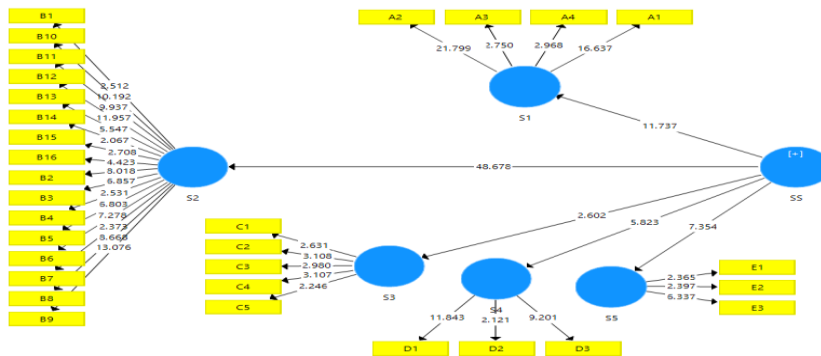 B1
B10
B11
B12
B13
B14
B15
B16
B2
B3
B4
B5
B6
B7
B8
B9
2.512
10.192
9.937
11.957
5.547
2.067
2.708
4.423
8.018
6.857
2.531
6.803
7.278
2.373
8.668
13.076
S2
A2
A3
A4
A1
21.799
2.750
2.968
16.637
S1
11.737
48.678
[+]
SS
2.602
5.823
7.354
C1
C2
C3
C4
C5
2.631
3.108
2.980
3.107
2.246
S3
S4
11.843
2.121
9.201
D1
D2
D3
S5
2.365
2.397
6.337
E1
E2
E3